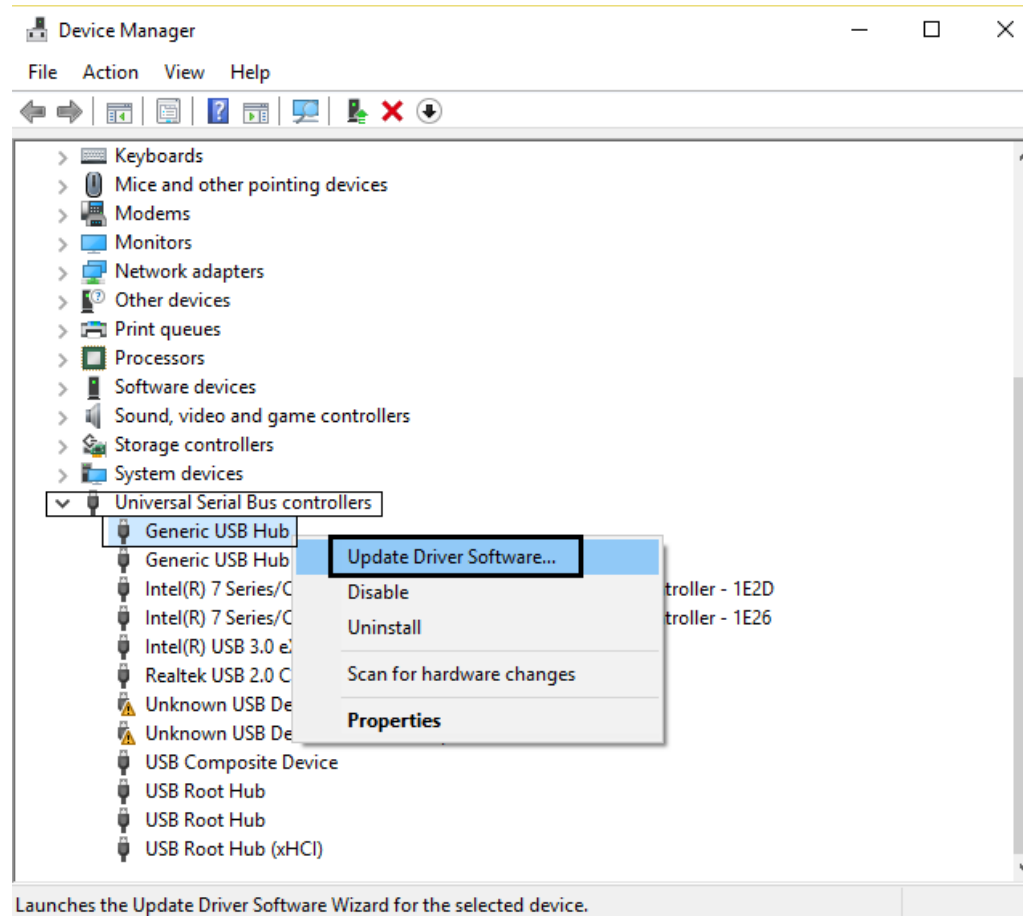 Device Manager
File Action View Help
Keyboards
Mice and other pointing devices
Modems
Monitors
Network adapters
Other devices
Print queues
Processors
Software devices
Sound, video and game controllers
Storage controllers
System devices
Universal Serial Bus controllers
Generic USB Hub
Generic USB Hub
Intel(R) 7 Series/C troller - 1E2D
Intel(R) 7 Series/C troller - 1E26
Intel(R) USB 3.0 e
Realtek USB 2.0 C
Unknown USB De
Unknown USB De
USB Composite Device
USB Root Hub
USB Root Hub
USB Root Hub (xHCI)
Update Driver Software...
Disable
Uninstall
Scan for hardware changes
Properties
Launches the Update Driver Software Wizard for the selected device.